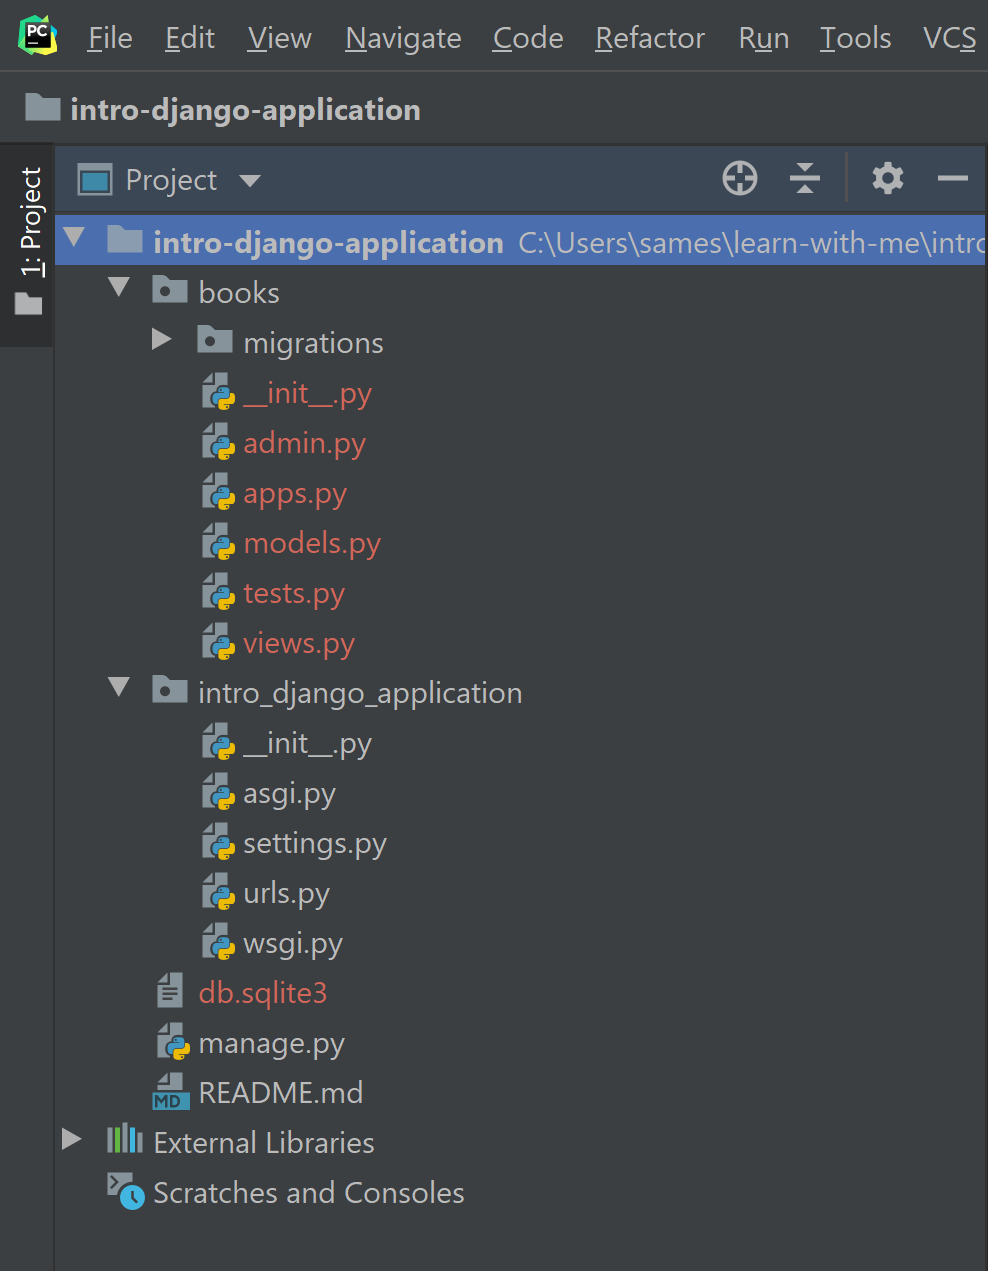 PC
File Edit View Navigate Code Refactor Run Tools VCS
intro-django-application
1: Project
Project
intro-django-application C:\Users\sames\learn-with-me\intro
books
migrations
__init__.py
admin.py
apps.py
models.py
tests.py
views.py
intro_django_application
__init__.py
asgi.py
settings.py
urls.py
wsgi.py
db.sqlite3
manage.py
MD README.md
External Libraries
Scratches and Consoles